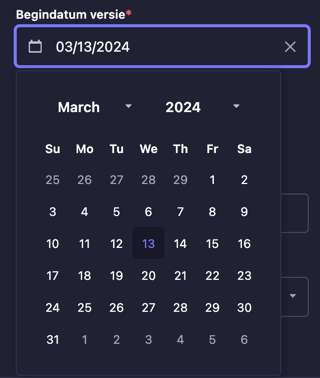 Begindatum versie*
03/13/2024
March 2024
Su Mo Tu We Th Fr Sa
25 26 27 28 29 1 2
3 4 5 6 7 8 9
10 11 12 13 14 15 16
17 18 19 20 21 22 23
24 25 26 27 28 29 30
31 1 2 3 4 5 6